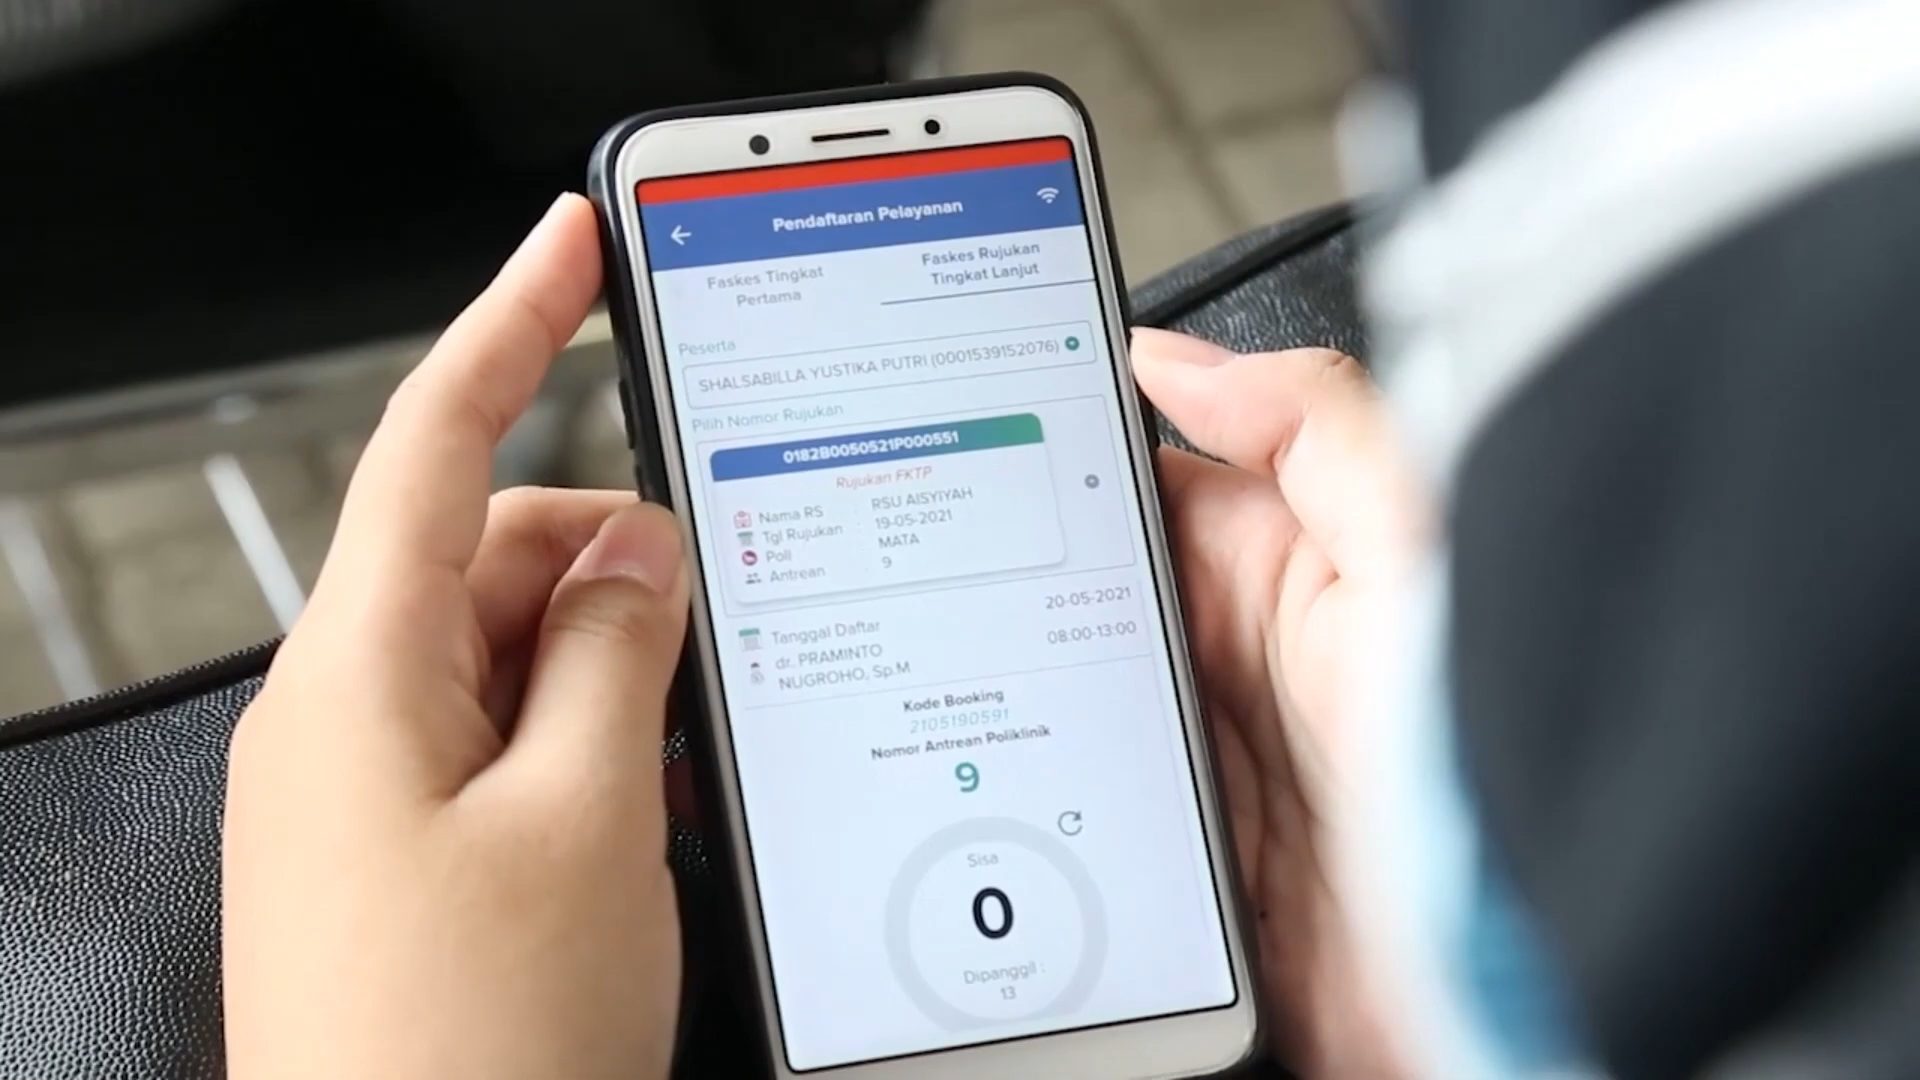 Pendaftaran Pelayanan
Faskes Tingkat
Pertama
Faskes Rujukan
Tingkat Lanjut
Peserta
SHALSABILLA YUSTIKA PUTRI (0001539152076)
Pilih Nomor Rujukan
0182B0050521P000551
Rujukan FKTP
Nama RS : RSU AISYIYAH
Tgl Rujukan : 19-05-2021
Poli : MATA
Antrean : 9
Tanggal Daftar 20-05-2021
dr. PRAMINTO 08:00-13:00
NUGROHO, Sp.M
Kode Booking
2105190591
Nomor Antrean Poliklinik
9
Sisa
0
Dipanggil :
13